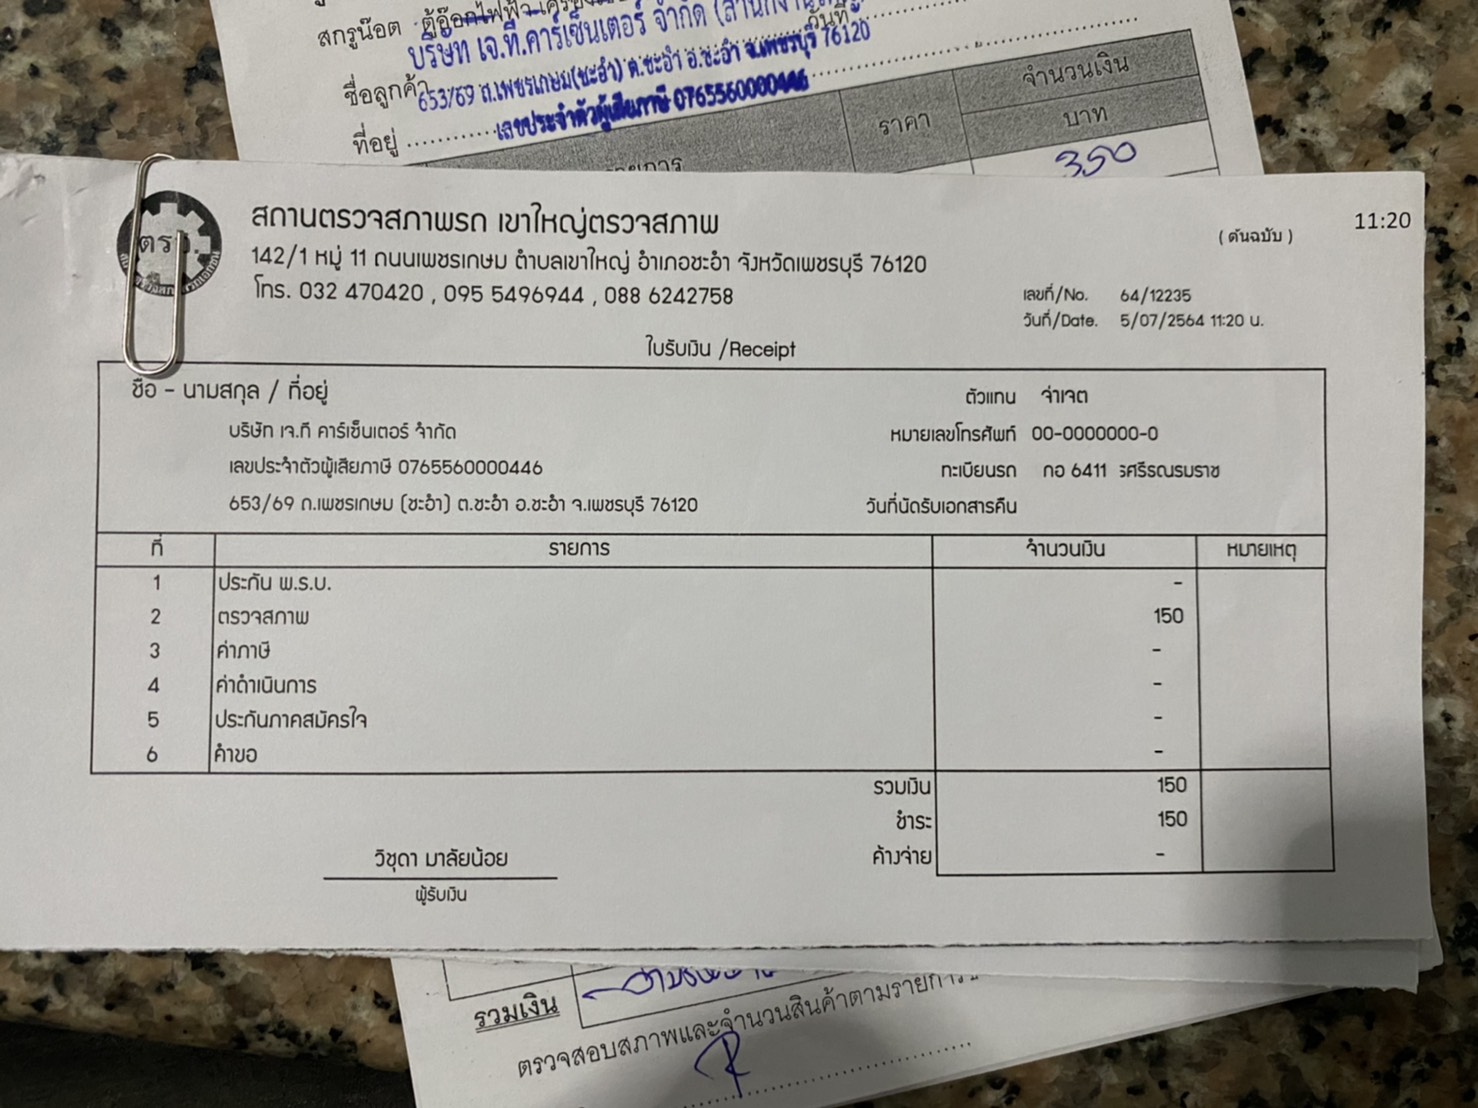 สกรูน๊อต ตู้อ๊อกไฟฟ้า
บริษัท เจ.ที.คาร์เซ็นเตอร์ จำกัด
วันที่
ชื่อลูกค้า
653/69 ถ.เพชรเกษม(ชะอำ) ต.ชะอำ อ.ชะอำ จ.เพชรบุรี 76120
ที่อยู่
เลขประจำตัวผู้เสียภาษี 0765560000446
ราคา จำนวนเงิน
บาท
350
ตรอ.
สถานตรวจสภาพรถ เขาใหญ่ตรวจสภาพ
11:20
( ต้นฉบับ )
142/1 หมู่ 11 ถนนเพชรเกษม ตำบลเขาใหญ่ อำเภอชะอำ จังหวัดเพชรบุรี 76120
โทร. 032 470420 , 095 5496944 , 088 6242758
เลขที่/No. 64/12235
วันที่/Date. 5/07/2564 11:20 น.
ใบรับเงิน /Receipt
ชื่อ - นามสกุล / ที่อยู่
ตัวแทน จ่าเจต
บริษัท เจ.ที คาร์เซ็นเตอร์ จำกัด
หมายเลขโทรศัพท์ 00-0000000-0
เลขประจำตัวผู้เสียภาษี 0765560000446
ทะเบียนรถ กอ 6411
653/69 ถ.เพชรเกษม (ชะอำ) ต.ชะอำ อ.ชะอำ จ.เพชรบุรี 76120
วันที่นัดรับเอกสารคืน
ที่ รายการ จำนวนเงิน หมายเหตุ
1 ประกัน พ.ร.บ. -
2 ตรวจสภาพ 150
3 ค่าภาษี -
4 ค่าดำเนินการ -
5 ประกันภาคสมัครใจ -
6 คำขอ -
รวมเงิน 150
ชำระ 150
ค้างจ่าย -
วิชุดา มาลัยน้อย
ผู้รับเงิน
รวมเงิน
ตรวจสอบสภาพและจำนวนสินค้าตามรายการ